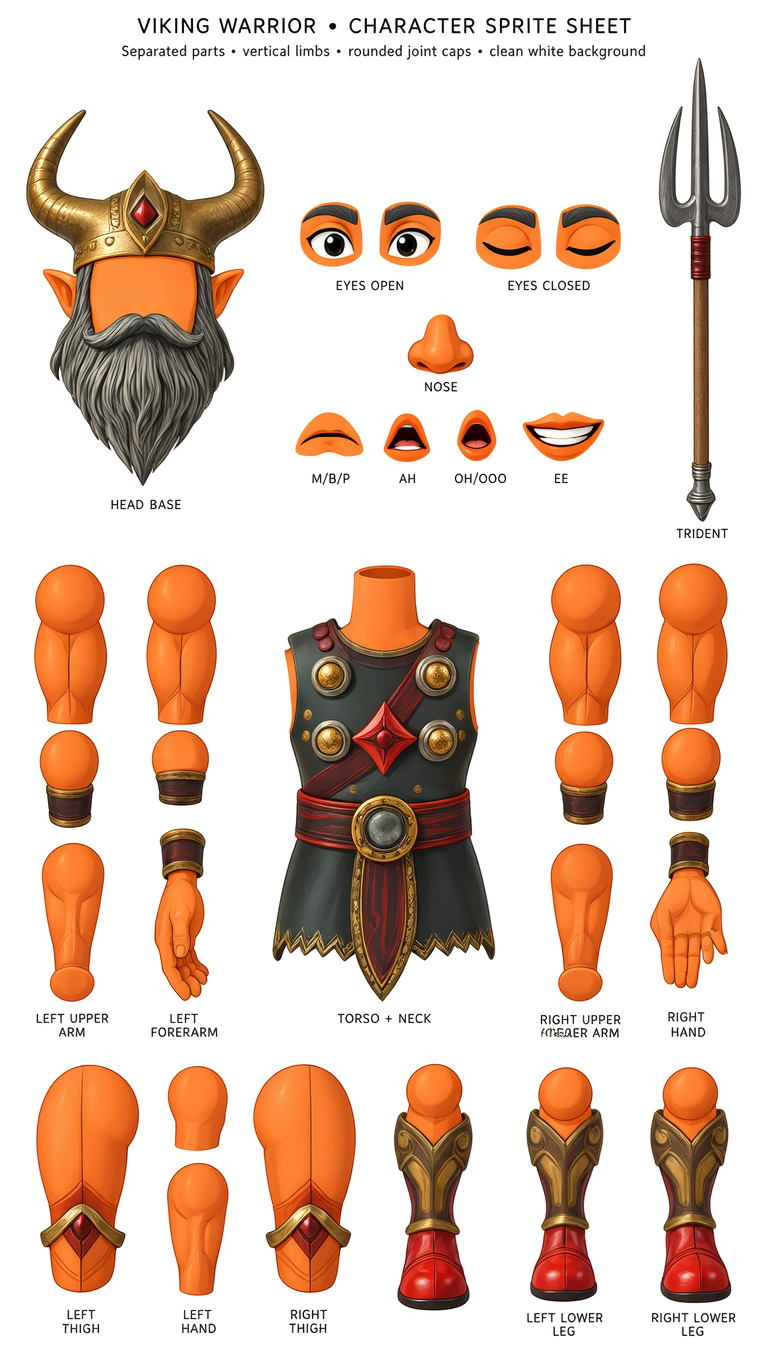 VIKING WARRIOR • CHARACTER SPRITE SHEET
Separated parts • vertical limbs • rounded joint caps • clean white background
EYES OPEN
EYES CLOSED
NOSE
M/B/P
AH
OH/OOO
EE
HEAD BASE
TRIDENT
LEFT UPPER
ARM
LEFT
FORERARM
TORSO + NECK
RIGHT UPPER
ARM
RIGHT
HAND
LEFT
THIGH
LEFT
HAND
RIGHT
THIGH
LEFT LOWER
LEG
RIGHT LOWER
LEG